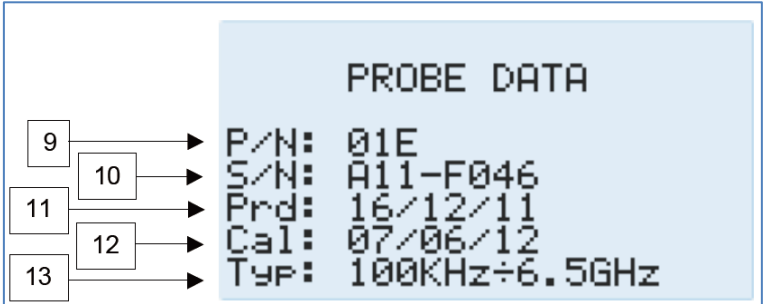 PROBE DATA
9 P/N: 01E
10 S/N: A11-F046
11 Prd: 16/12/11
12 Cal: 07/06/12
13 Typ: 100KHz÷6.5GHz